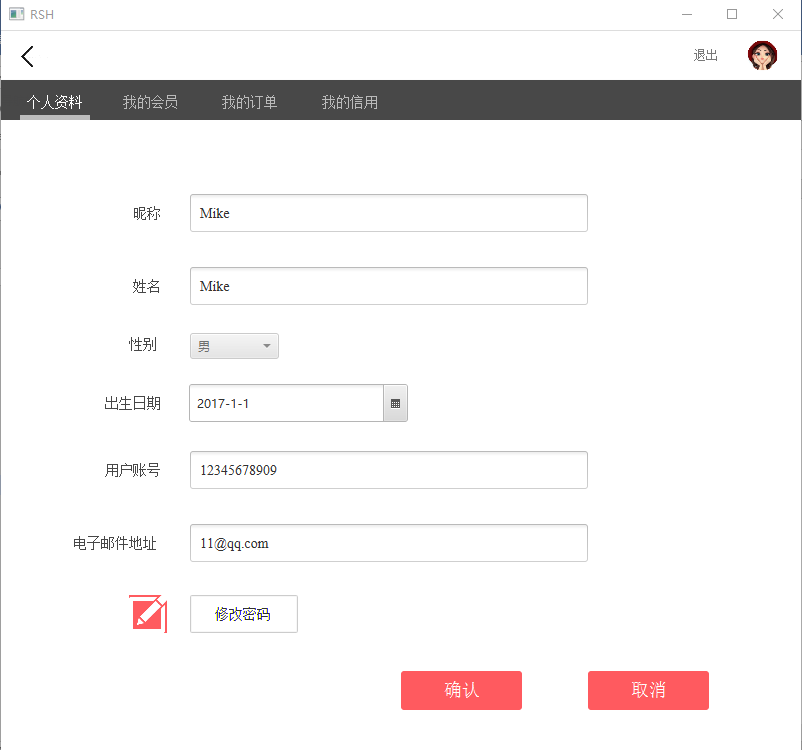 RSH
退出
个人资料 我的会员 我的订单 我的信用
昵称 Mike
姓名 Mike
性别 男
出生日期 2017-1-1
用户账号 12345678909
电子邮件地址 11@qq.com
修改密码
确认 取消